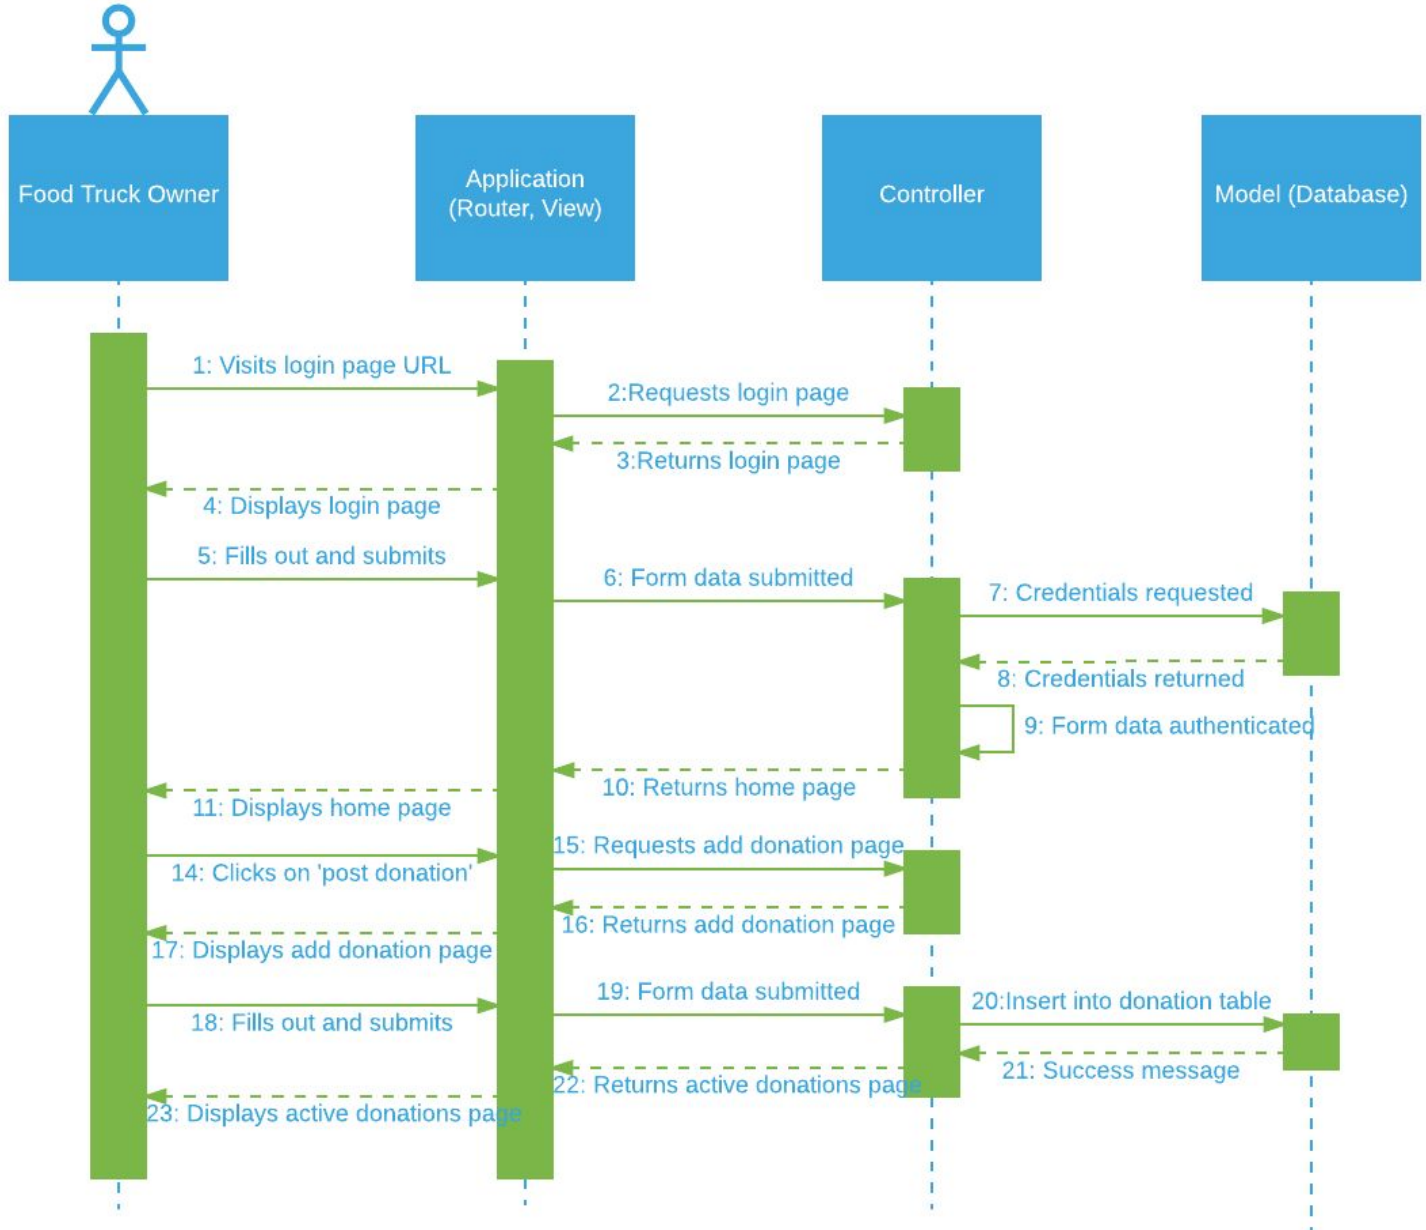 Food Truck Owner
Application
(Router, View)
Controller
Model (Database)
1: Visits login page URL
2:Requests login page
3:Returns login page
4: Displays login page
5: Fills out and submits
6: Form data submitted
7: Credentials requested
8: Credentials returned
9: Form data authenticated
10: Returns home page
11: Displays home page
14: Clicks on 'post donation'
15: Requests add donation page
16: Returns add donation page
17: Displays add donation page
18: Fills out and submits
19: Form data submitted
20:Insert into donation table
21: Success message
22: Returns active donations page
23: Displays active donations page